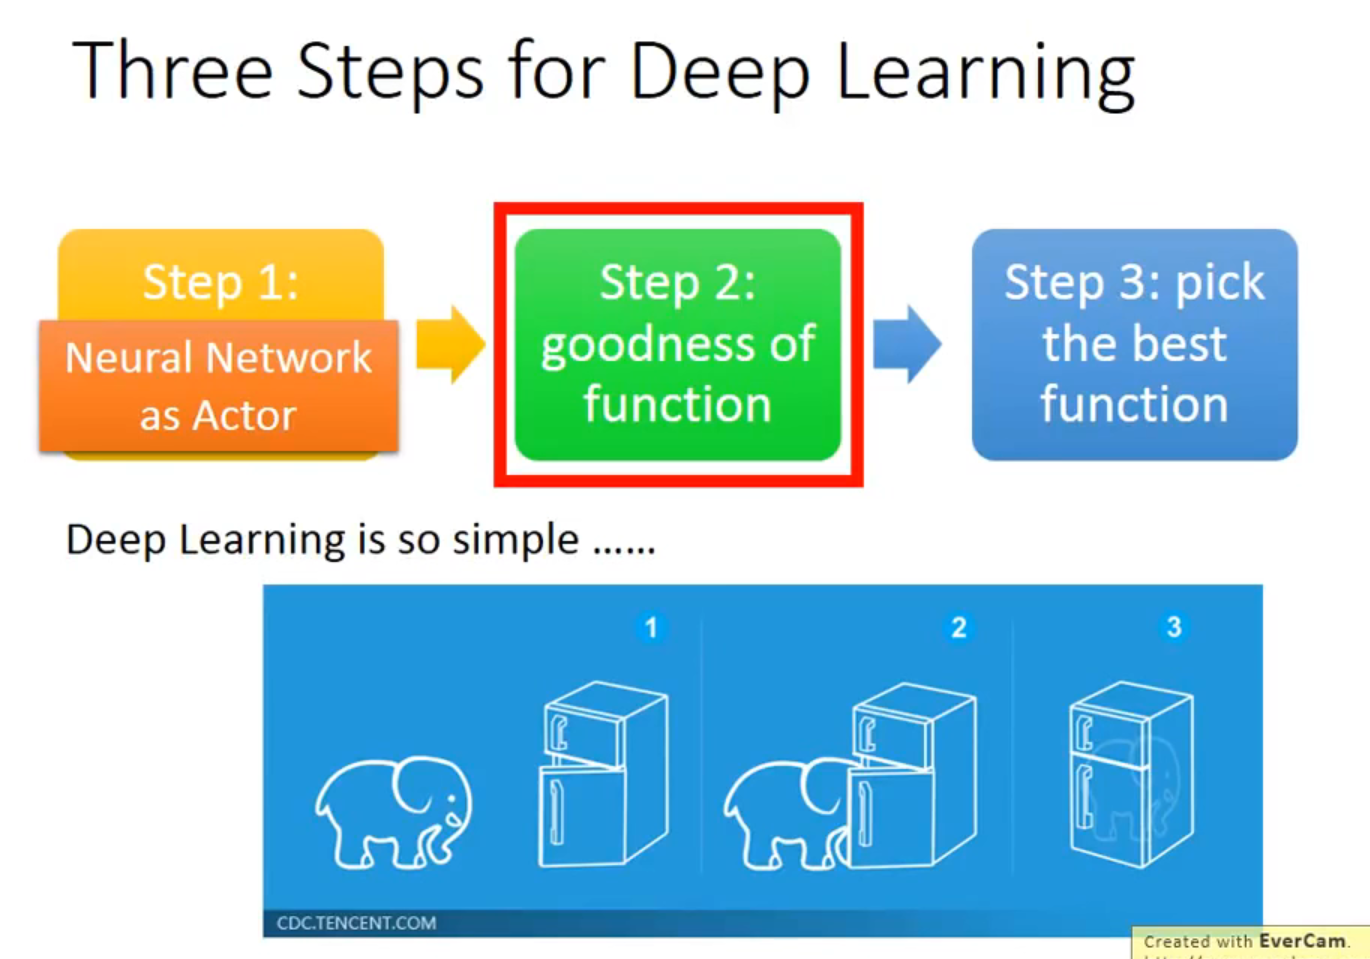 Three Steps for Deep Learning
Step 1:
Neural Network
as Actor
Step 2:
goodness of
function
Step 3: pick
the best
function
Deep Learning is so simple ......
1
2
3
CDC.TENCENT.COM
Created with EverCam.